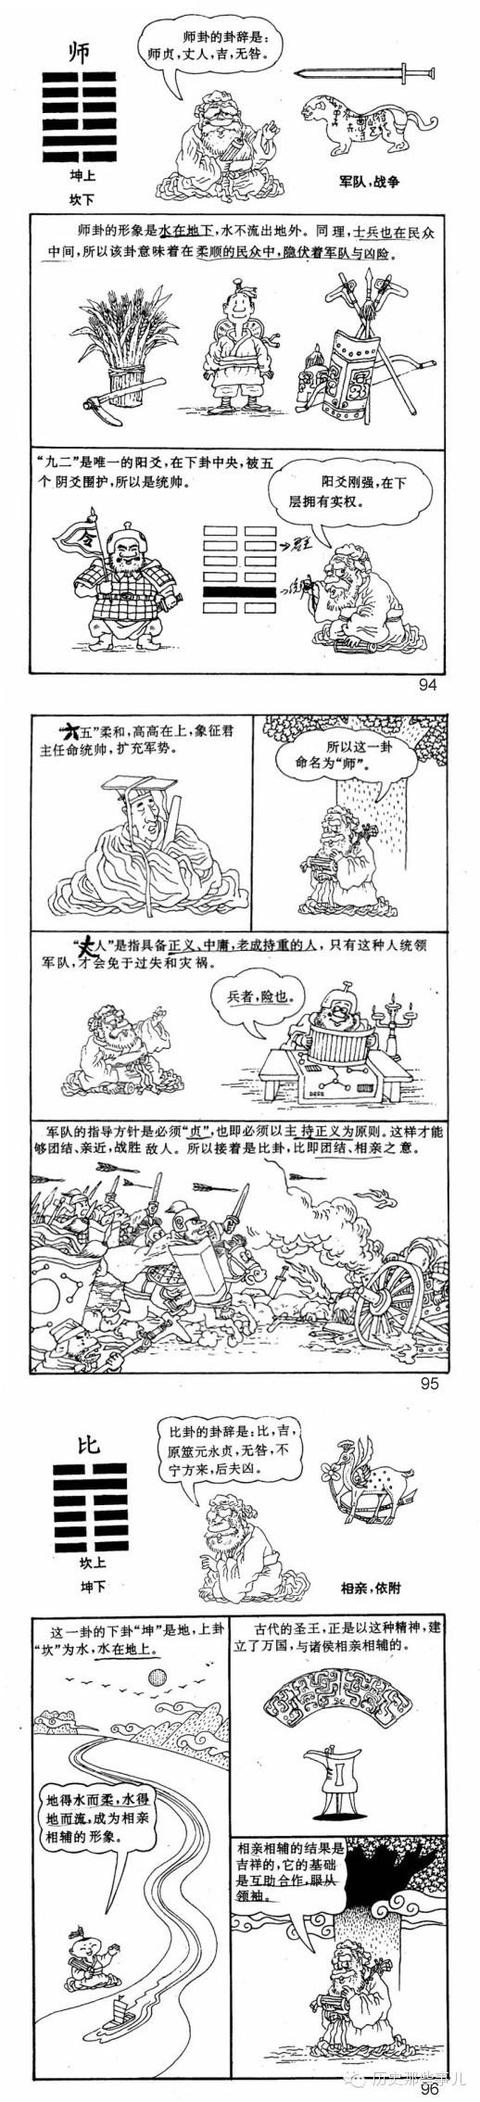 师
师卦的卦辞是：
师贞，丈人，吉，无咎。
坤上
坎下
军队，战争
师卦的形象是水在地下，水不流出地外。同理，士兵也在民众
中间，所以该卦意味着在柔顺的民众中，隐伏着军队与凶险。
“九二”是唯一的阳爻，在下卦中央，被五
个阴爻围护，所以是统帅。
令
阳爻刚强，在下
层拥有实权。
94
“六五”柔和，高高在上，象征君
主任命统帅，扩充军势。
所以这一卦
命名为“师”。
“丈人”是指具备正义、中庸，老成持重的人，只有这种人统领
军队，才会免于过失和灾祸。
兵者，险也。
军队的指导方针是必须“贞”，也即必须以主持正义为原则。这样才能
够团结、亲近，战胜敌人。所以接着是比卦，比即团结、相亲之意。
95
比
比卦的卦辞是：比，吉，
原筮元永贞，无咎，不
宁方来，后夫凶。
坎上
坤下
相亲，依附
这一卦的下卦“坤”是地，上卦
“坎”为水，水在地上。
地得水而柔，水得
地而流，成为相亲
相辅的形象。
古代的圣王，正是以这种精神，建
立了万国，与诸侯相亲相辅的。
相亲相辅的结果是
吉祥的，它的基础
是互助合作，服从
领袖。
历史那些事儿
96